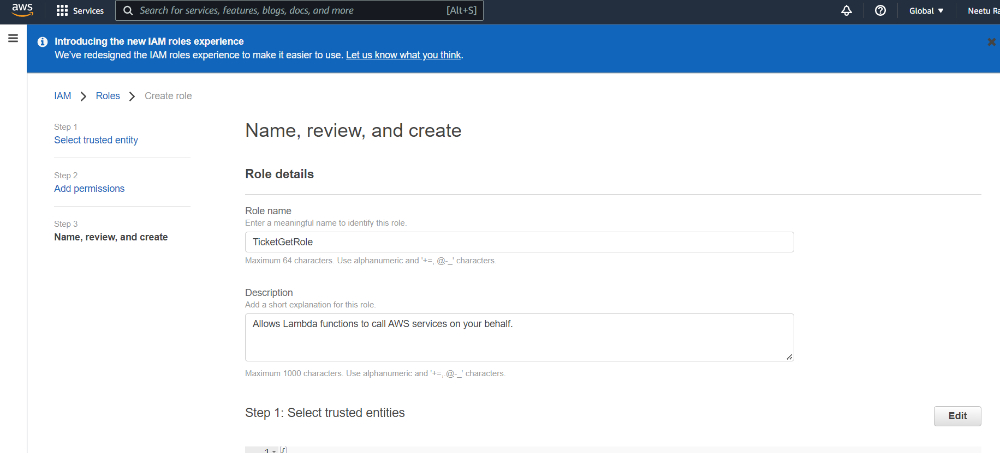 aws
Services
Search for services, features, blogs, docs, and more [Alt+S]
Global
Neetu
Introducing the new IAM roles experience
We've redesigned the IAM roles experience to make it easier to use. Let us know what you think.
IAM
Roles
Create role
Step 1
Select trusted entity
Step 2
Add permissions
Step 3
Name, review, and create
Name, review, and create
Role details
Role name
Enter a meaningful name to identify this role.
TicketGetRole
Maximum 64 characters. Use alphanumeric and '+=,.@-_' characters.
Description
Add a short explanation for this role.
Allows Lambda functions to call AWS services on your behalf.
Maximum 1000 characters. Use alphanumeric and '+=,.@-_' characters.
Step 1: Select trusted entities
Edit
1 {